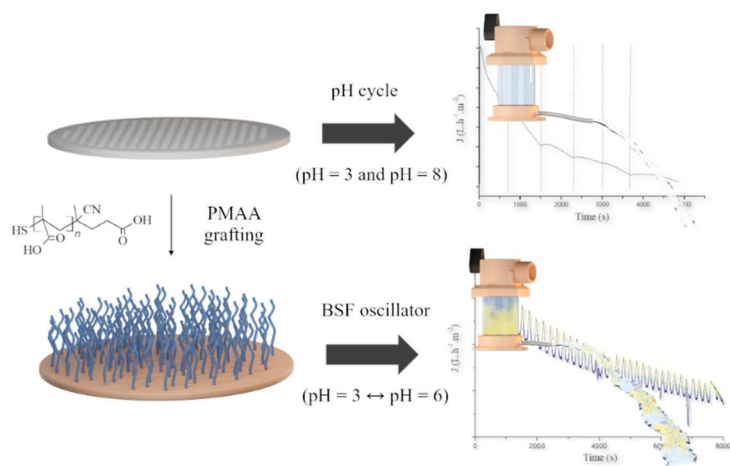 pH cycle
(pH = 3 and pH = 8)
J (L.h⁻¹.m⁻²)
0
1000
2000
3000
4000
Time (s)
HS
n
CN
O
OH
HO
O
PMAA
grafting
BSF oscillator
(pH = 3 ↔ pH = 6)
J (L.h⁻¹.m⁻²)
0
2000
4000
8000
Time (s)